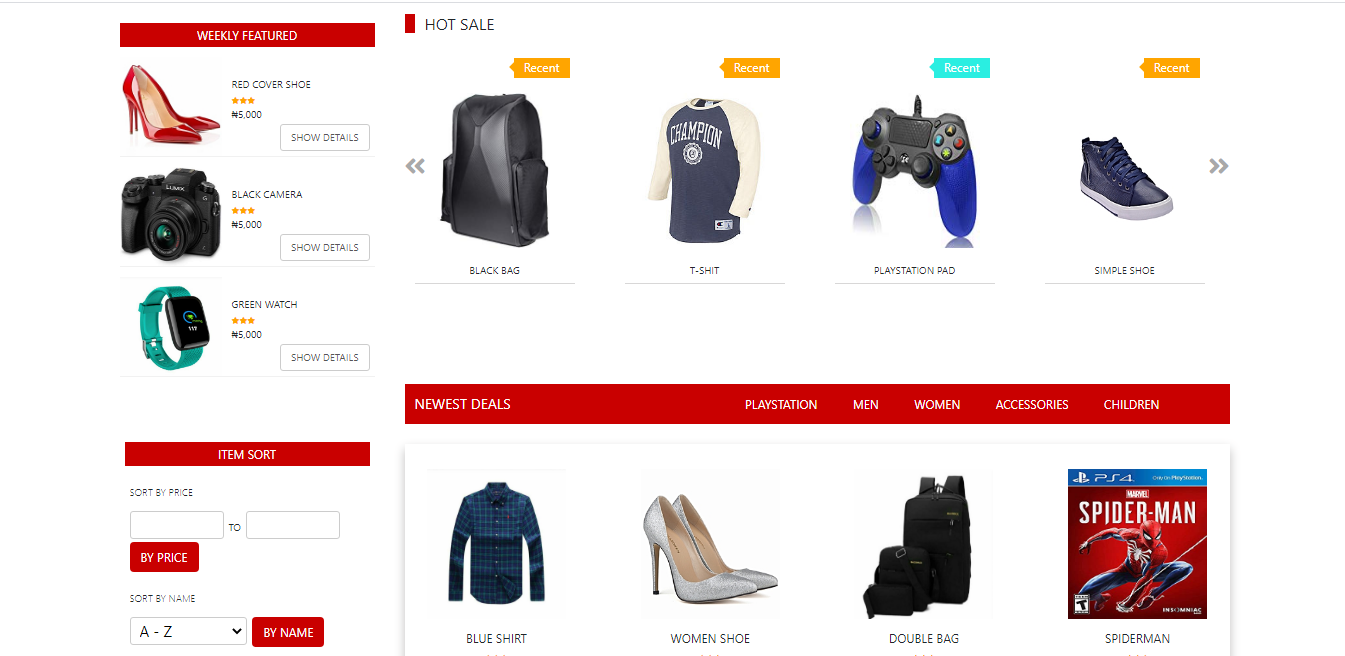 WEEKLY FEATURED
RED COVER SHOE
₦5,000
SHOW DETAILS
LUMIX
G
BLACK CAMERA
₦5,000
SHOW DETAILS
117
GREEN WATCH
₦5,000
SHOW DETAILS
ITEM SORT
SORT BY PRICE
TO
BY PRICE
SORT BY NAME
A - Z
BY NAME
HOT SALE
Recent
Recent
Recent
Recent
CHAMPION
BLACK BAG
T-SHIT
PLAYSTATION PAD
SIMPLE SHOE
NEWEST DEALS
PLAYSTATION
MEN
WOMEN
ACCESSORIES
CHILDREN
PS4
Only On PlayStation.
MARVEL
SPIDER-MAN
T
INSOMNIAC
BLUE SHIRT
WOMEN SHOE
DOUBLE BAG
SPIDERMAN